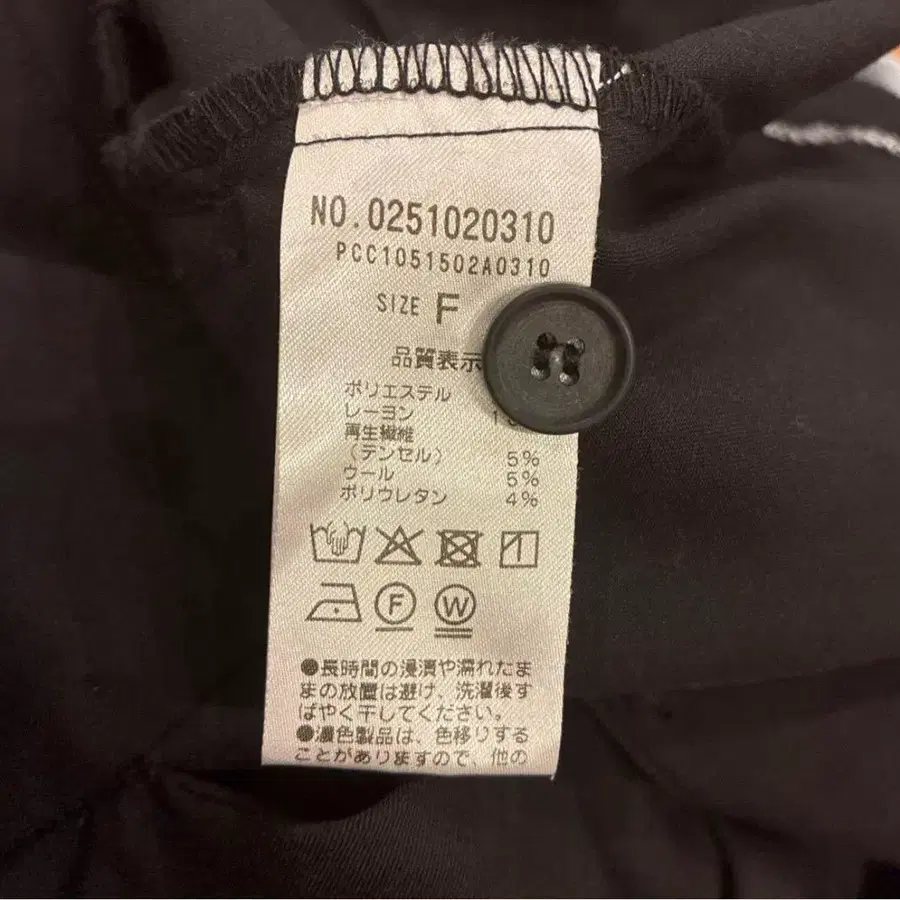 NO.0251020310
PCC1051502A0310
SIZE F
品質表示
ポリエステル
レーヨン
再生繊維
(テンセル) 5%
ウール 5%
ポリウレタン 4%
F W
●長時間の浸漬や濡れたま
まの放置は避け、洗濯後す
ばやく干してください。
●濃色製品は、色移りする
ことがありますので、他の